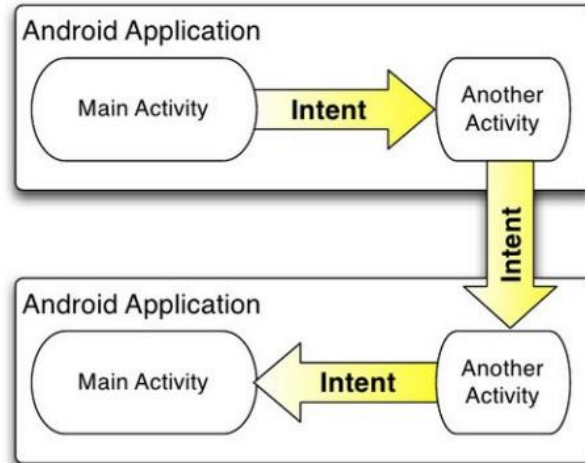 Android Application
Main Activity
Intent
Another
Activity
Intent
Android Application
Main Activity
Intent
Another
Activity